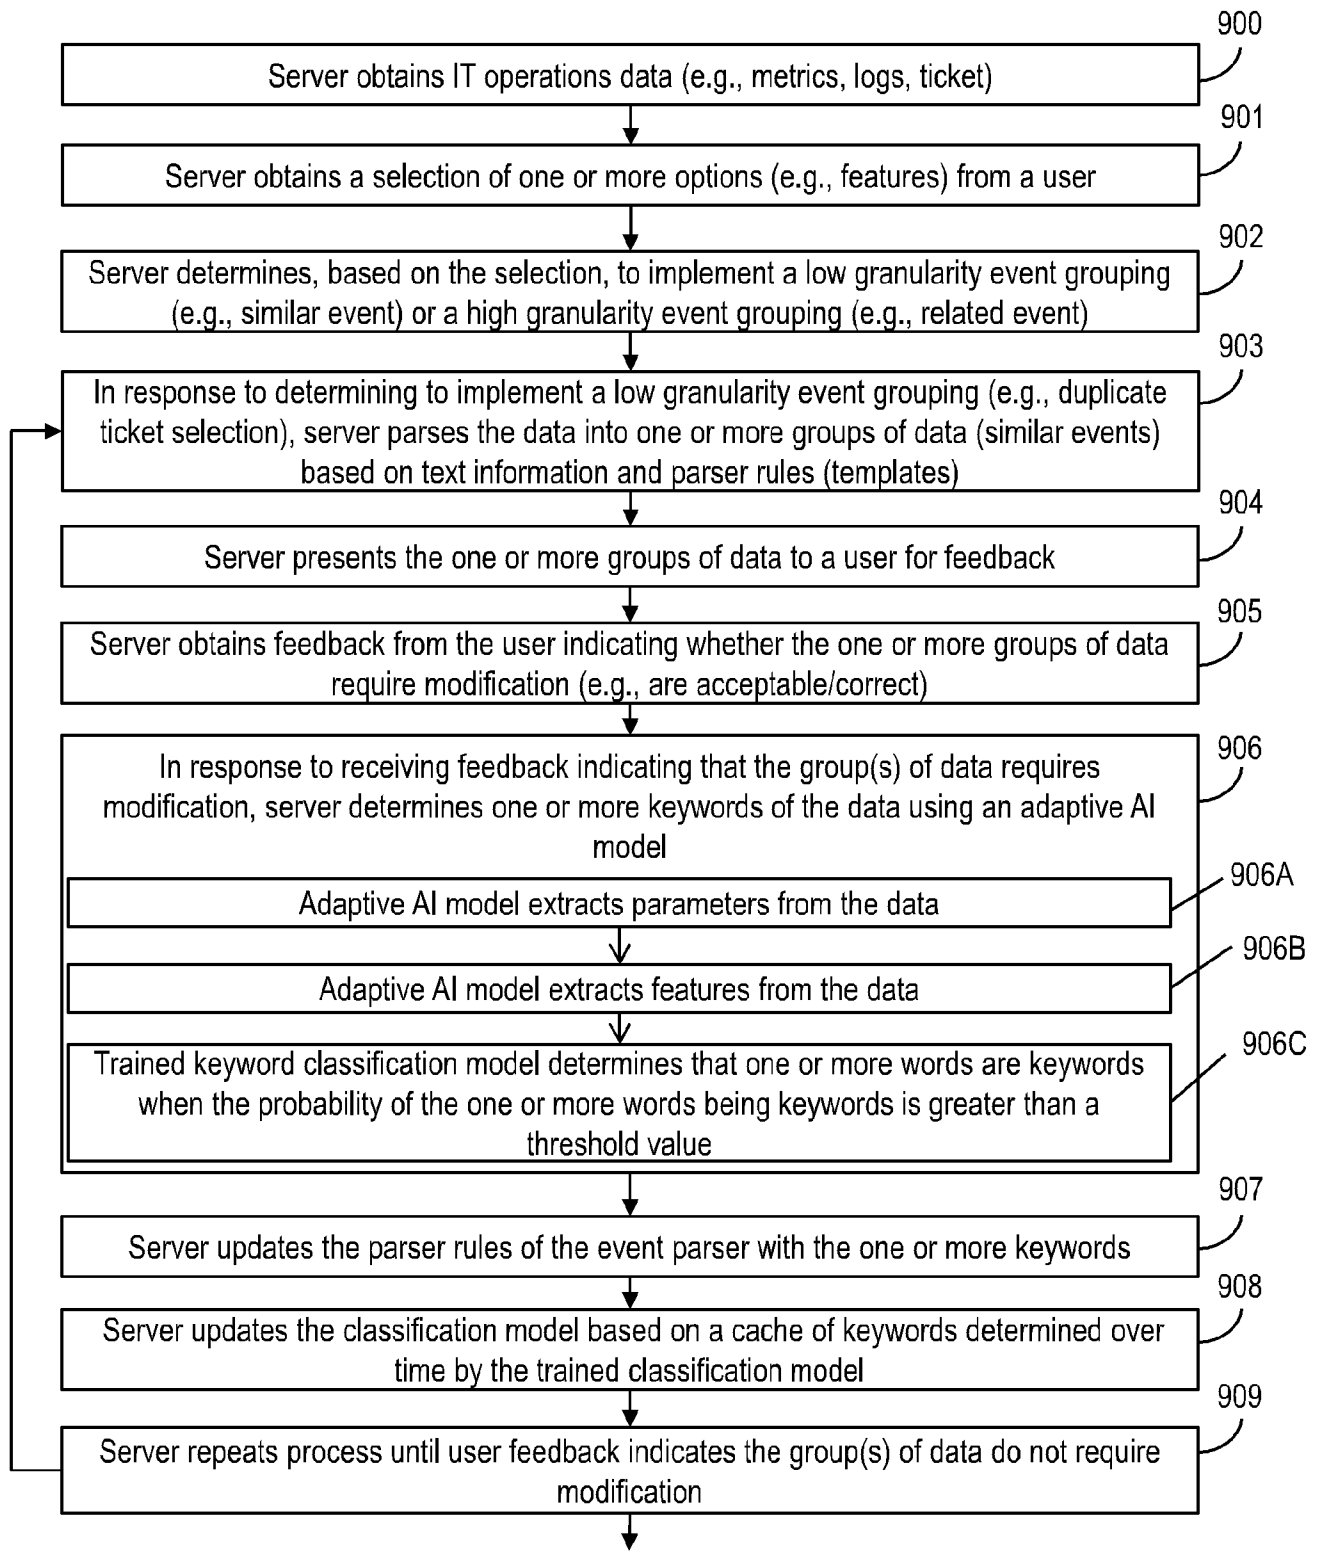 900
Server obtains IT operations data (e.g., metrics, logs, ticket)
901
Server obtains a selection of one or more options (e.g., features) from a user
902
Server determines, based on the selection, to implement a low granularity event grouping
(e.g., similar event) or a high granularity event grouping (e.g., related event)
903
In response to determining to implement a low granularity event grouping (e.g., duplicate
ticket selection), server parses the data into one or more groups of data (similar events)
based on text information and parser rules (templates)
904
Server presents the one or more groups of data to a user for feedback
905
Server obtains feedback from the user indicating whether the one or more groups of data
require modification (e.g., are acceptable/correct)
906
In response to receiving feedback indicating that the group(s) of data requires
modification, server determines one or more keywords of the data using an adaptive AI
model
906A
Adaptive AI model extracts parameters from the data
906B
Adaptive AI model extracts features from the data
906C
Trained keyword classification model determines that one or more words are keywords
when the probability of the one or more words being keywords is greater than a
threshold value
907
Server updates the parser rules of the event parser with the one or more keywords
908
Server updates the classification model based on a cache of keywords determined over
time by the trained classification model
909
Server repeats process until user feedback indicates the group(s) of data do not require
modification